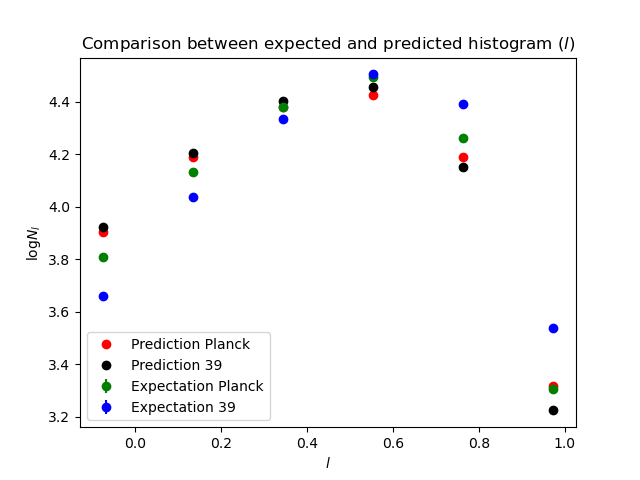 Comparison between expected and predicted histogram (l)
logN_l
4.4
4.2
4.0
3.8
3.6
3.4
3.2
Prediction Planck
Prediction 39
Expectation Planck
Expectation 39
0.0 0.2 0.4 0.6 0.8 1.0
l